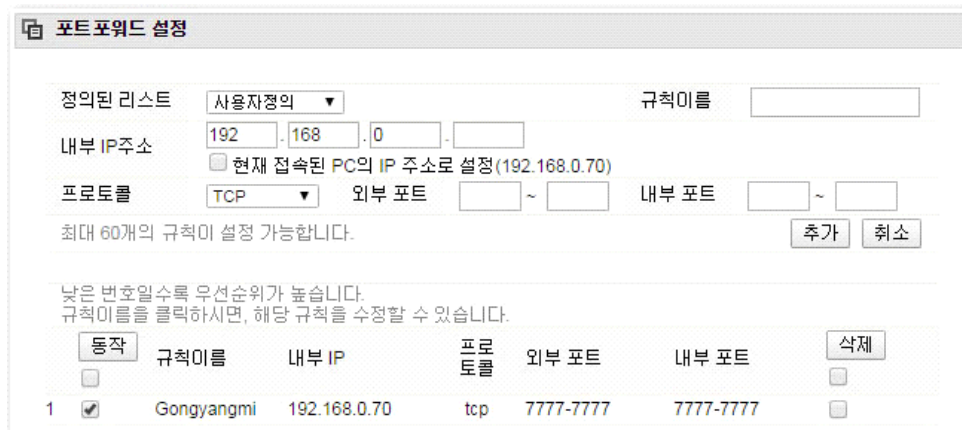 포트포워드 설정
정의된 리스트 사용자정의 ▼ 규칙이름
내부 IP주소 192 . 168 . 0 .
현재 접속된 PC의 IP 주소로 설정(192.168.0.70)
프로토콜 TCP ▼ 외부 포트 ~ 내부 포트 ~
최대 60개의 규칙이 설정 가능합니다. 추가 취소
낮은 번호일수록 우선순위가 높습니다.
규칙이름을 클릭하시면, 해당 규칙을 수정할 수 있습니다.
동작 규칙이름 내부 IP 프로토콜 외부 포트 내부 포트 삭제
1 Gongyangmi 192.168.0.70 tcp 7777-7777 7777-7777